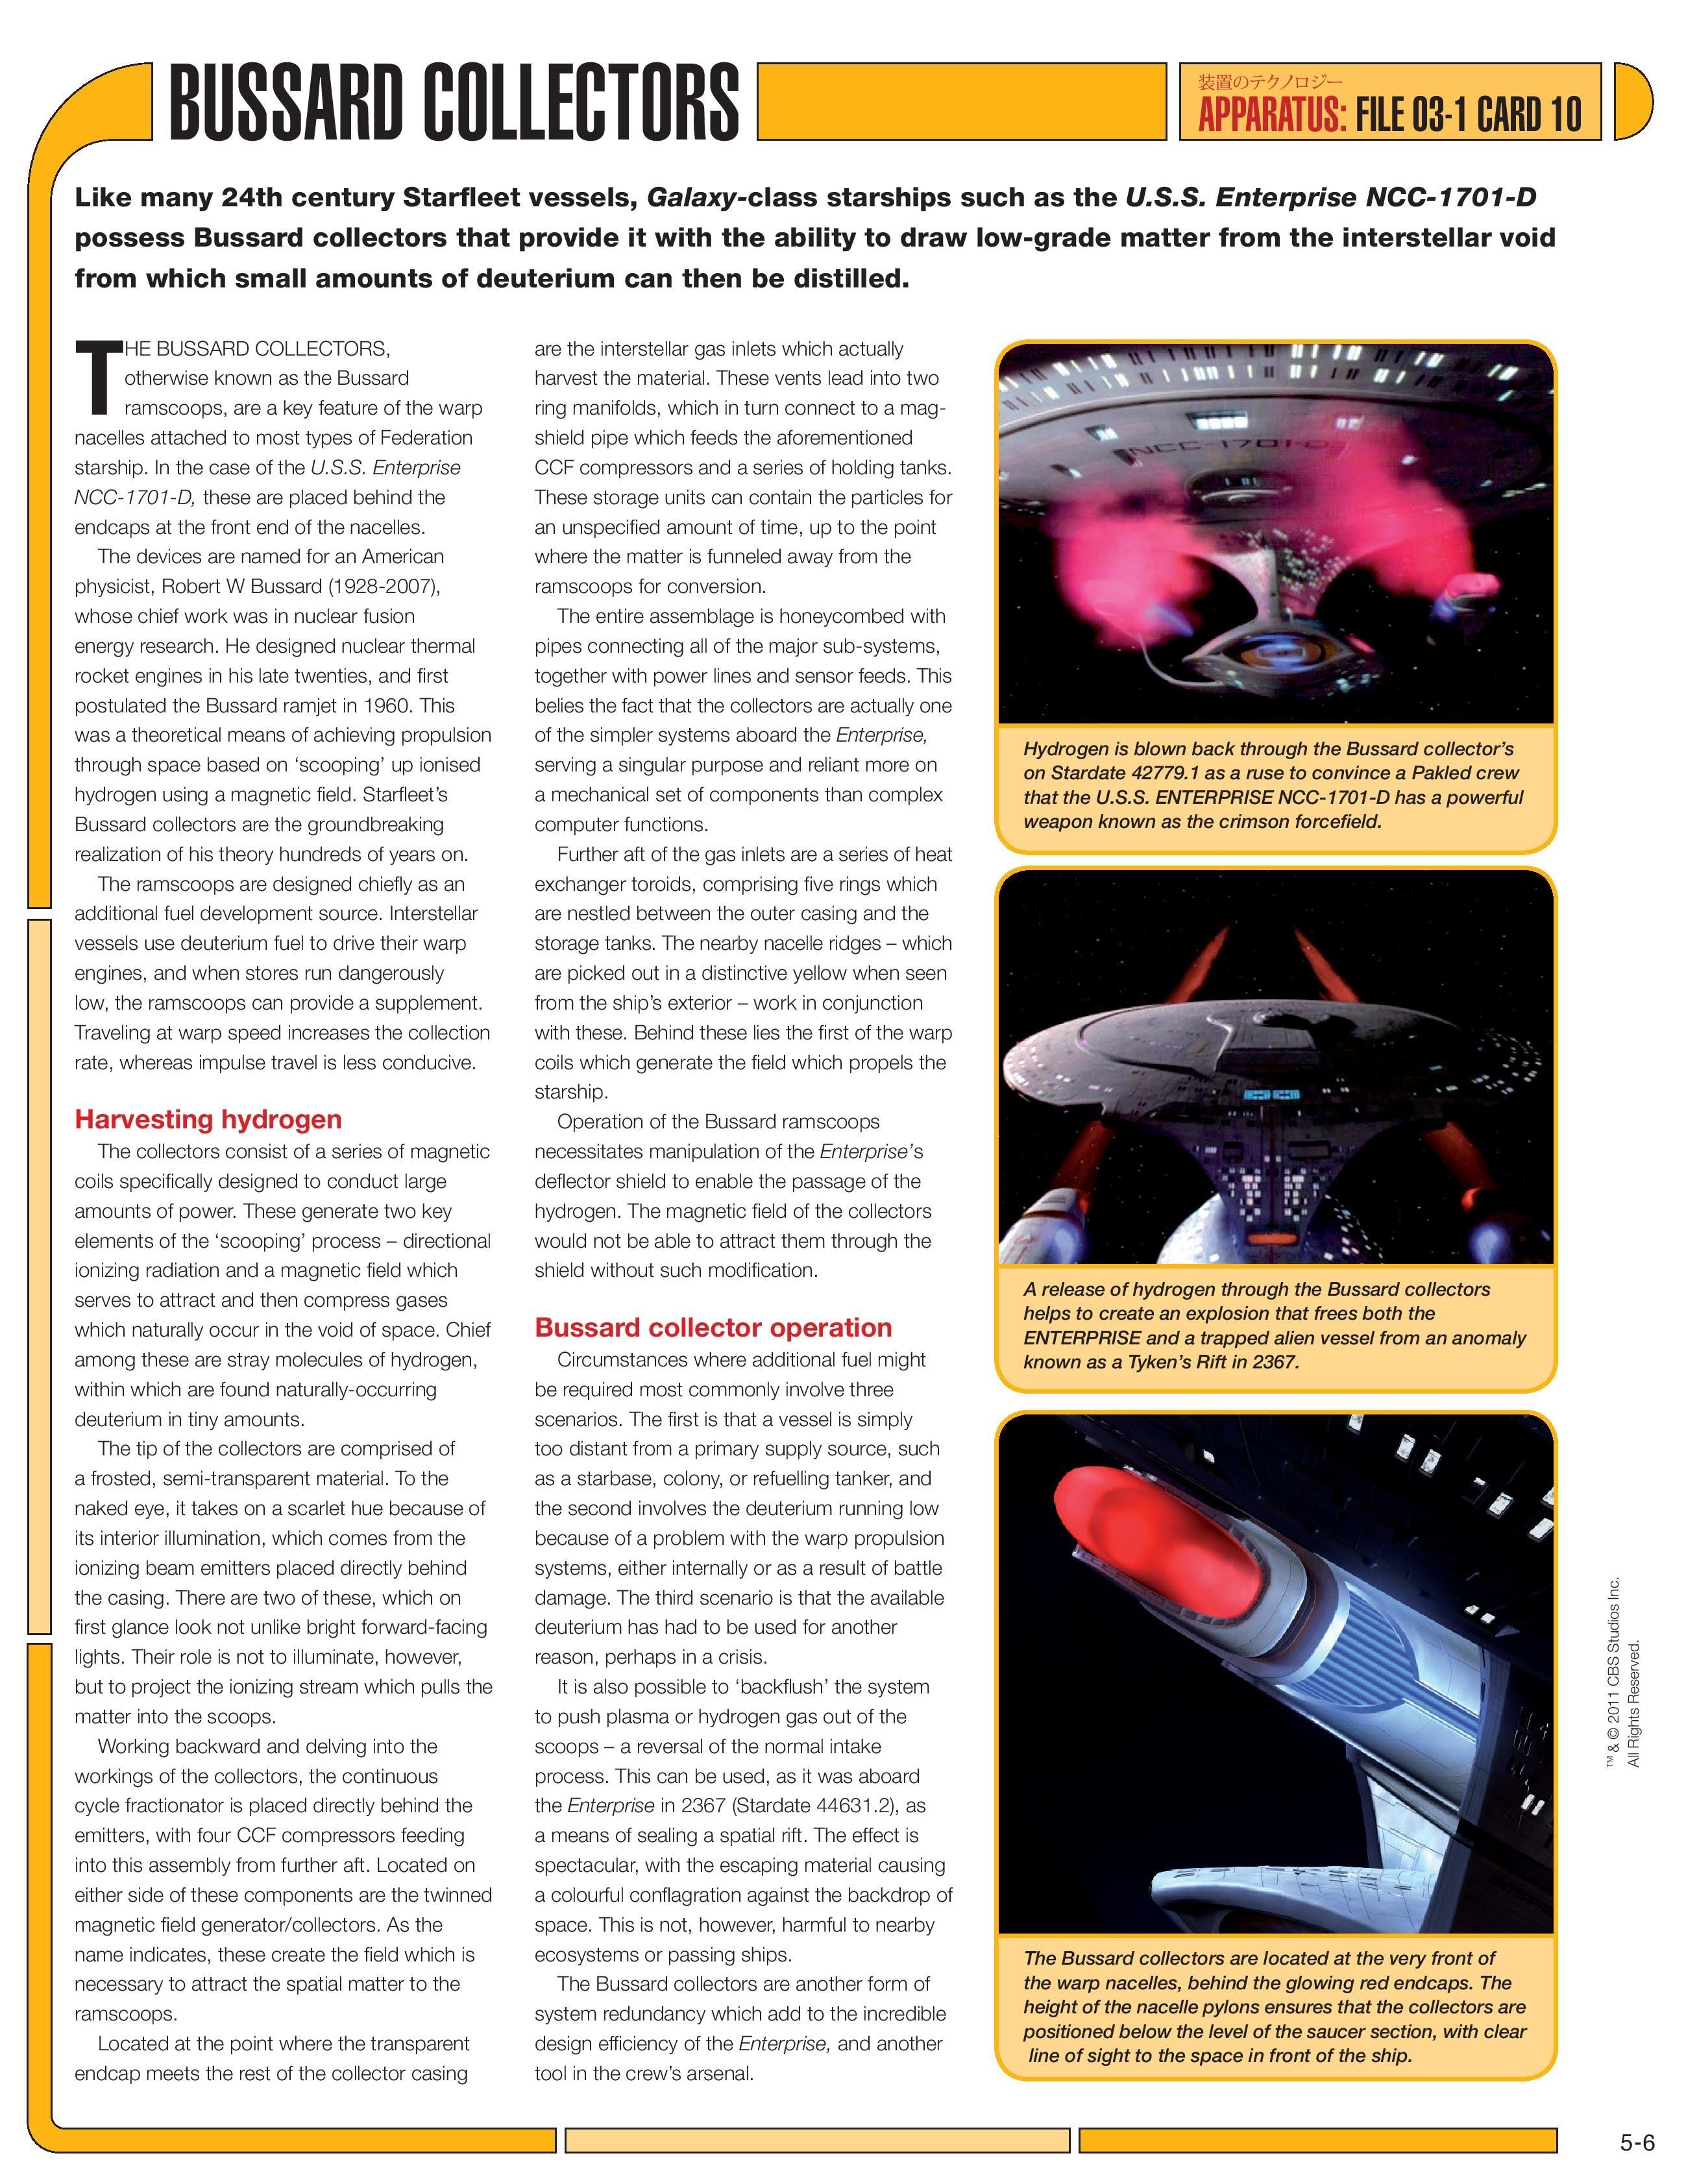 BUSSARD COLLECTORS
装置のテクノロジー
APPARATUS: FILE 03-1 CARD 10
Like many 24th century Starfleet vessels, Galaxy-class starships such as the U.S.S. Enterprise NCC-1701-D
possess Bussard collectors that provide it with the ability to draw low-grade matter from the interstellar void
from which small amounts of deuterium can then be distilled.
THE BUSSARD COLLECTORS,
otherwise known as the Bussard
ramscoops, are a key feature of the warp
nacelles attached to most types of Federation
starship. In the case of the U.S.S. Enterprise
NCC-1701-D, these are placed behind the
endcaps at the front end of the nacelles.
The devices are named for an American
physicist, Robert W Bussard (1928-2007),
whose chief work was in nuclear fusion
energy research. He designed nuclear thermal
rocket engines in his late twenties, and first
postulated the Bussard ramjet in 1960. This
was a theoretical means of achieving propulsion
through space based on ‘scooping’ up ionised
hydrogen using a magnetic field. Starfleet’s
Bussard collectors are the groundbreaking
realization of his theory hundreds of years on.
The ramscoops are designed chiefly as an
additional fuel development source. Interstellar
vessels use deuterium fuel to drive their warp
engines, and when stores run dangerously
low, the ramscoops can provide a supplement.
Traveling at warp speed increases the collection
rate, whereas impulse travel is less conducive.
Harvesting hydrogen
The collectors consist of a series of magnetic
coils specifically designed to conduct large
amounts of power. These generate two key
elements of the ‘scooping’ process – directional
ionizing radiation and a magnetic field which
serves to attract and then compress gases
which naturally occur in the void of space. Chief
among these are stray molecules of hydrogen,
within which are found naturally-occurring
deuterium in tiny amounts.
The tip of the collectors are comprised of
a frosted, semi-transparent material. To the
naked eye, it takes on a scarlet hue because of
its interior illumination, which comes from the
ionizing beam emitters placed directly behind
the casing. There are two of these, which on
first glance look not unlike bright forward-facing
lights. Their role is not to illuminate, however,
but to project the ionizing stream which pulls the
matter into the scoops.
Working backward and delving into the
workings of the collectors, the continuous
cycle fractionator is placed directly behind the
emitters, with four CCF compressors feeding
into this assembly from further aft. Located on
either side of these components are the twinned
magnetic field generator/collectors. As the
name indicates, these create the field which is
necessary to attract the spatial matter to the
ramscoops.
Located at the point where the transparent
endcap meets the rest of the collector casing
are the interstellar gas inlets which actually
harvest the material. These vents lead into two
ring manifolds, which in turn connect to a mag-
shield pipe which feeds the aforementioned
CCF compressors and a series of holding tanks.
These storage units can contain the particles for
an unspecified amount of time, up to the point
where the matter is funneled away from the
ramscoops for conversion.
The entire assemblage is honeycombed with
pipes connecting all of the major sub-systems,
together with power lines and sensor feeds. This
belies the fact that the collectors are actually one
of the simpler systems aboard the Enterprise,
serving a singular purpose and reliant more on
a mechanical set of components than complex
computer functions.
Further aft of the gas inlets are a series of heat
exchanger toroids, comprising five rings which
are nestled between the outer casing and the
storage tanks. The nearby nacelle ridges – which
are picked out in a distinctive yellow when seen
from the ship’s exterior – work in conjunction
with these. Behind these lies the first of the warp
coils which generate the field which propels the
starship.
Operation of the Bussard ramscoops
necessitates manipulation of the Enterprise’s
deflector shield to enable the passage of the
hydrogen. The magnetic field of the collectors
would not be able to attract them through the
shield without such modification.
Bussard collector operation
Circumstances where additional fuel might
be required most commonly involve three
scenarios. The first is that a vessel is simply
too distant from a primary supply source, such
as a starbase, colony, or refuelling tanker, and
the second involves the deuterium running low
because of a problem with the warp propulsion
systems, either internally or as a result of battle
damage. The third scenario is that the available
deuterium has had to be used for another
reason, perhaps in a crisis.
It is also possible to ‘backflush’ the system
to push plasma or hydrogen gas out of the
scoops – a reversal of the normal intake
process. This can be used, as it was aboard
the Enterprise in 2367 (Stardate 44631.2), as
a means of sealing a spatial rift. The effect is
spectacular, with the escaping material causing
a colourful conflagration against the backdrop of
space. This is not, however, harmful to nearby
ecosystems or passing ships.
The Bussard collectors are another form of
system redundancy which add to the incredible
design efficiency of the Enterprise, and another
tool in the crew’s arsenal.
NCC-1701-D
Hydrogen is blown back through the Bussard collector’s
on Stardate 42779.1 as a ruse to convince a Pakled crew
that the U.S.S. ENTERPRISE NCC-1701-D has a powerful
weapon known as the crimson forcefield.
A release of hydrogen through the Bussard collectors
helps to create an explosion that frees both the
ENTERPRISE and a trapped alien vessel from an anomaly
known as a Tyken’s Rift in 2367.
The Bussard collectors are located at the very front of
the warp nacelles, behind the glowing red endcaps. The
height of the nacelle pylons ensures that the collectors are
positioned below the level of the saucer section, with clear
line of sight to the space in front of the ship.
™ & © 2011 CBS Studios Inc.
All Rights Reserved.
5-6